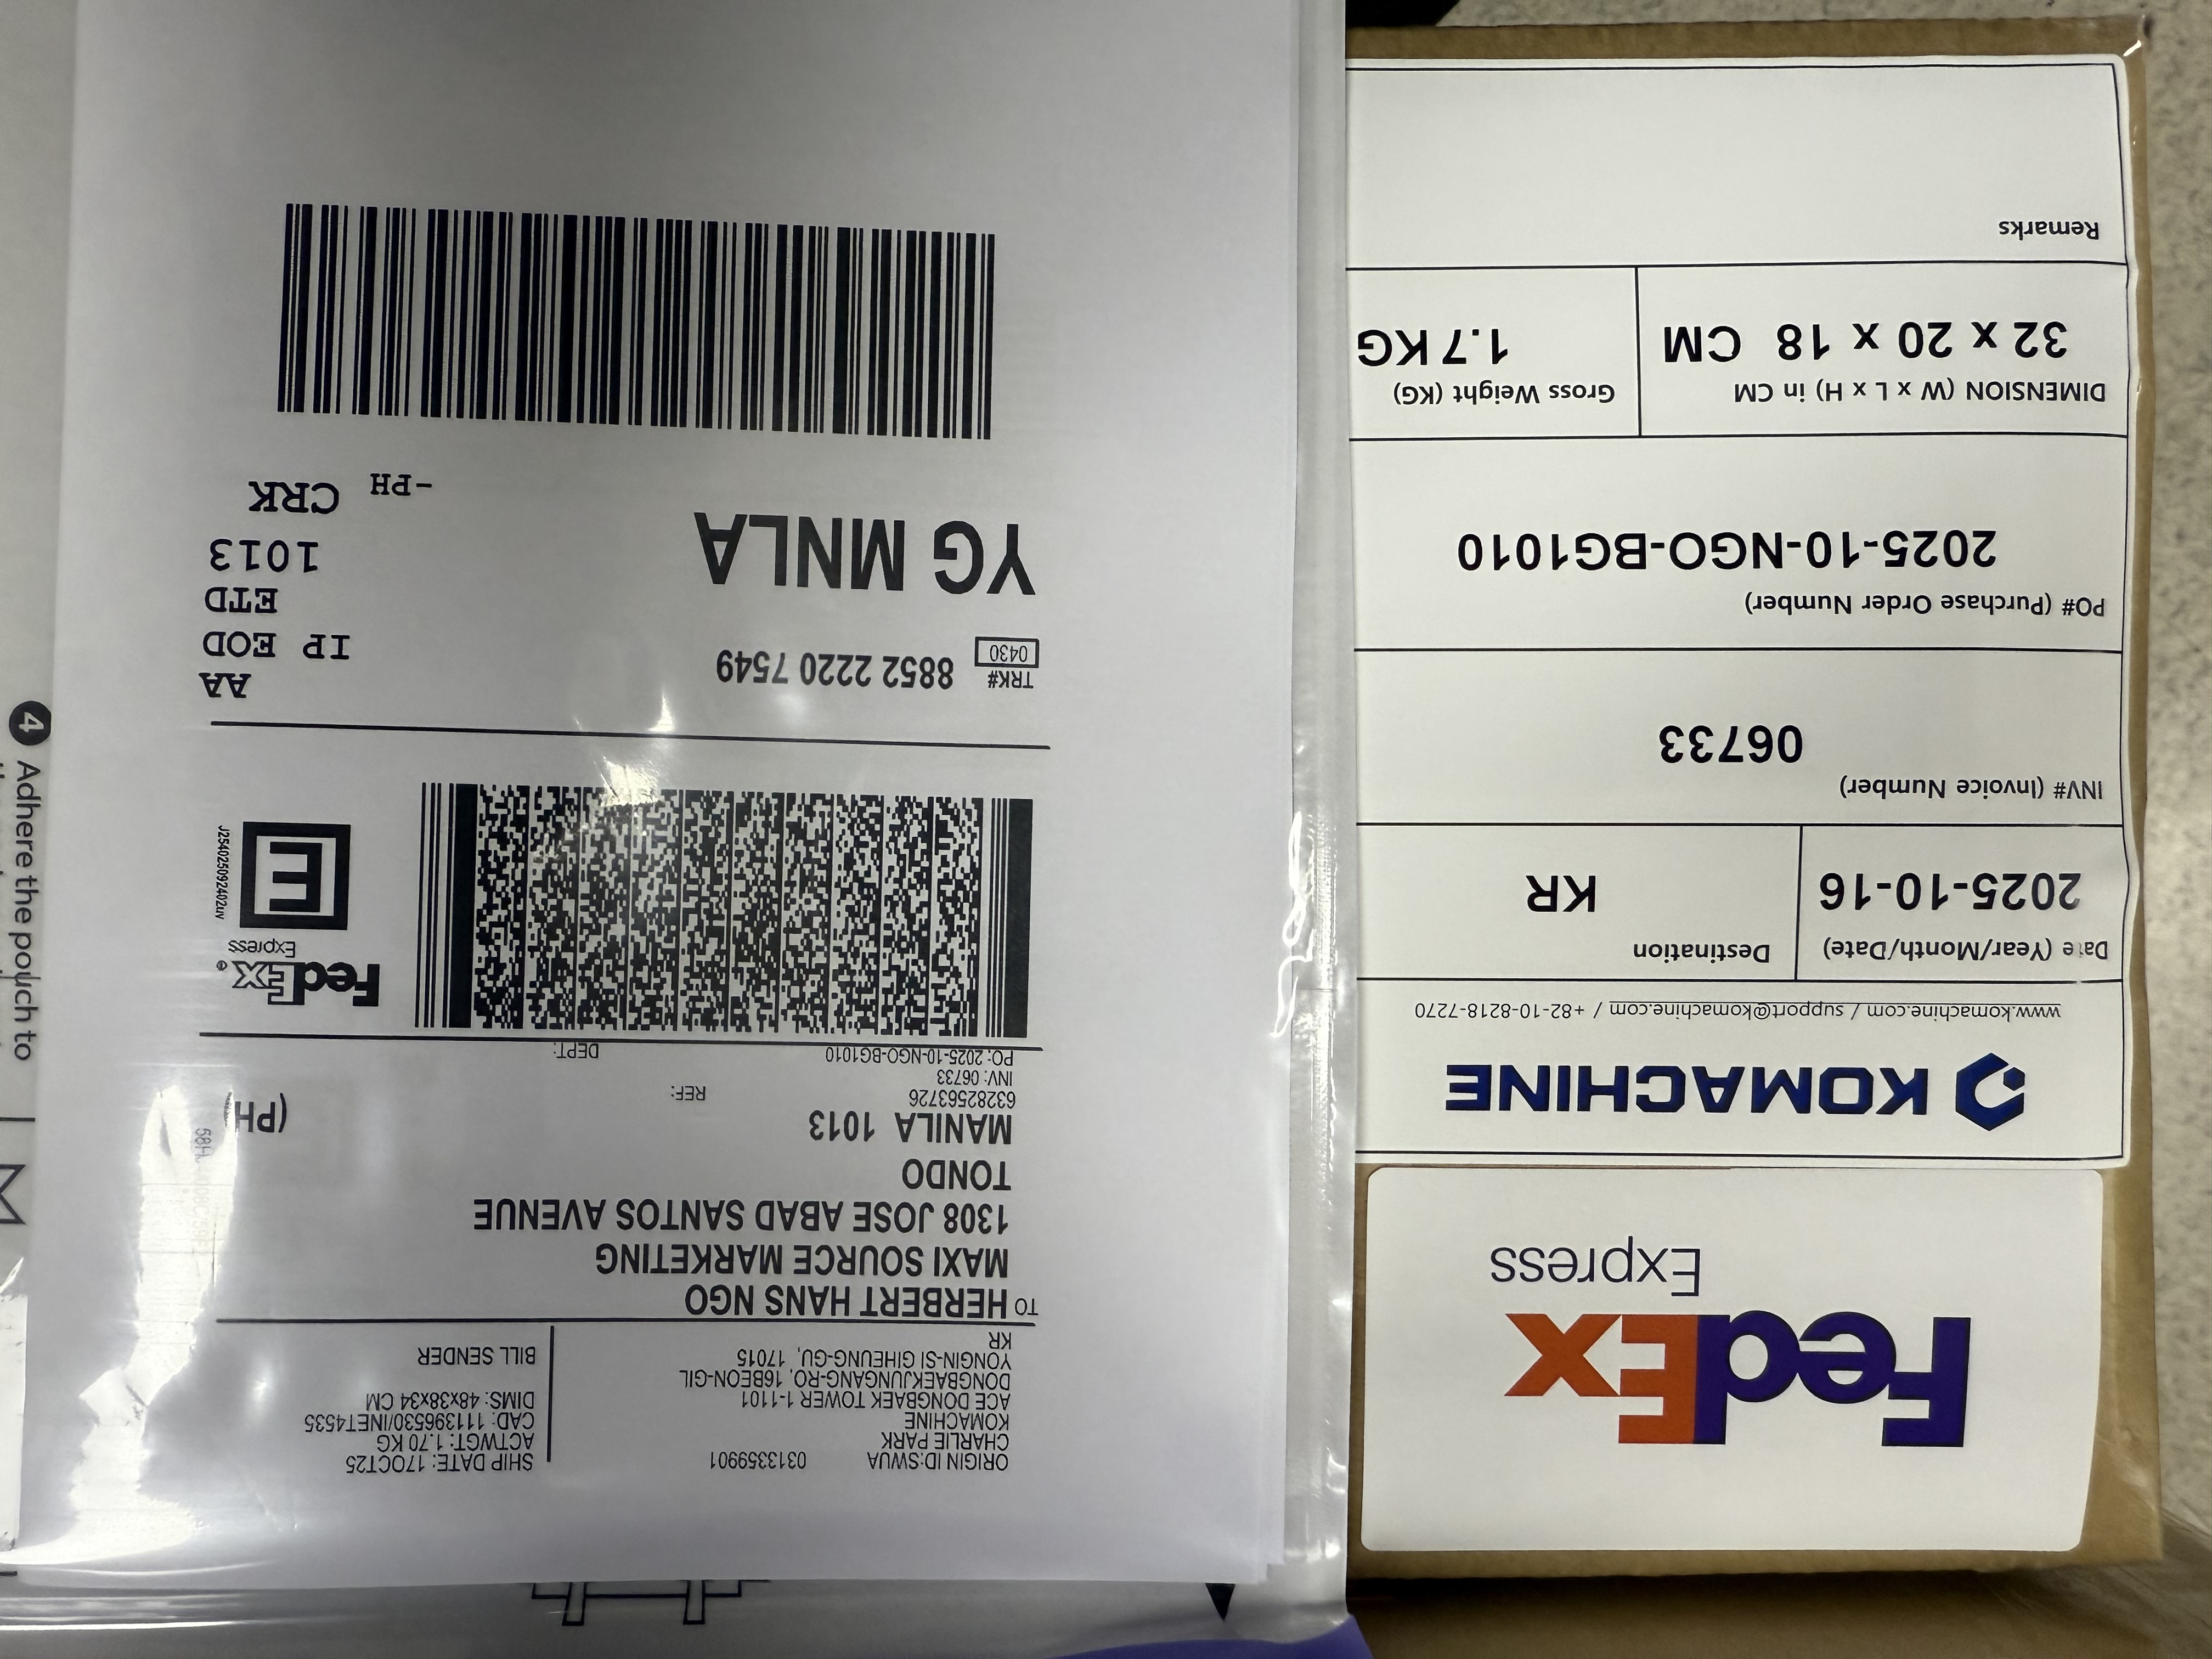 ORIGIN ID:SWUA 0313359901
CHARLIE PARK
KOMACHINE
ACE DONGBAEK TOWER 1-1101
DONGBAEKJUNGANG-RO, 16BEON-GIL
YONGIN-SI GIHEUNG-GU, 17015
KR
SHIP DATE: 17OCT25
ACTWGT: 1.70 KG
CAD: 111396530/INET4535
DIMS: 48x38x34 CM
BILL SENDER
TO HERBERT HANS NGO
MAXI SOURCE MARKETING
1308 JOSE ABAD SANTOS AVENUE
TONDO
MANILA 1013
(PH
63282563726
REF:
INV: 06733
PO: 2025-10-NGO-BG1010
DEPT:
FedEx®
Express
E
J254025092402uv
TRK# 8852 2220 7549
0430
AA
IP EOD
ETD
YG MNLA
1013
-PH CRK
4 Adhere the pouch to
FedEx
Express
KOMACHINE
www.komachine.com / support@komachine.com / +82-10-8218-7270
Date (Year/Month/Date)
2025-10-16
Destination
KR
INV# (Invoice Number)
06733
PO# (Purchase Order Number)
2025-10-NGO-BG1010
DIMENSION (W x L x H) in CM
32 x 20 x 18 CM
Gross Weight (KG)
1.7 KG
Remarks